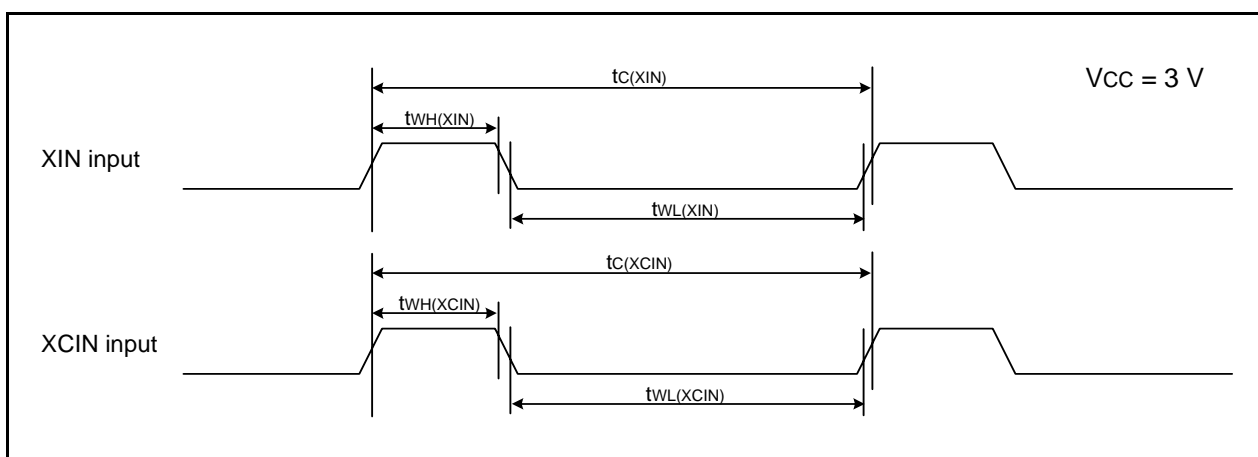 tC(XIN)
VCC = 3 V
tWH(XIN)
XIN input
tWL(XIN)
tC(XCIN)
tWH(XCIN)
XCIN input
tWL(XCIN)